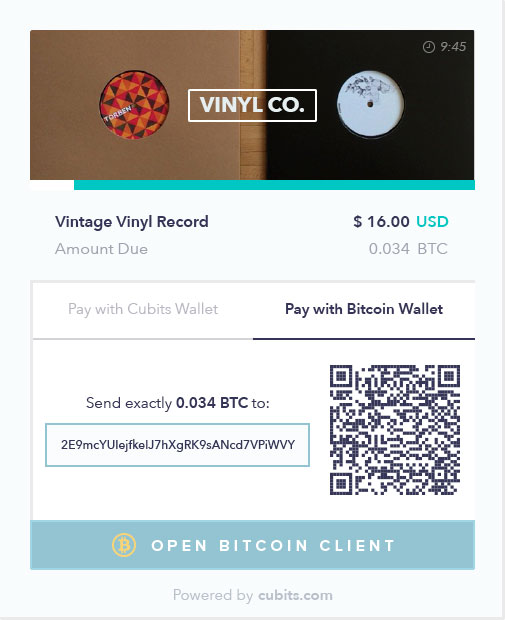 9:45
TORBEN
VINYL CO.
Vintage Vinyl Record $ 16.00 USD
Amount Due 0.034 BTC
Pay with Cubits Wallet Pay with Bitcoin Wallet
Send exactly 0.034 BTC to:
2E9mcYUIejfkelJ7hXgRK9sANcd7VPiWVY
OPEN BITCOIN CLIENT
Powered by cubits.com